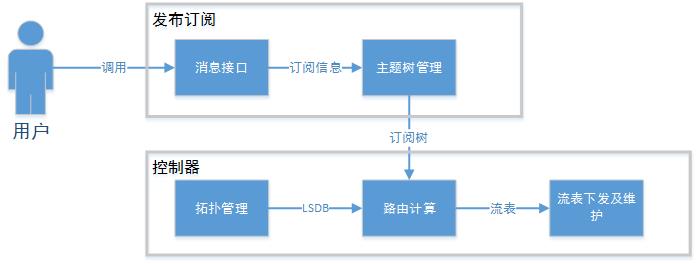 发布订阅
调用
消息接口
订阅信息
主题树管理
用户
订阅树
控制器
拓扑管理
LSDB
路由计算
流表
流表下发及维
护